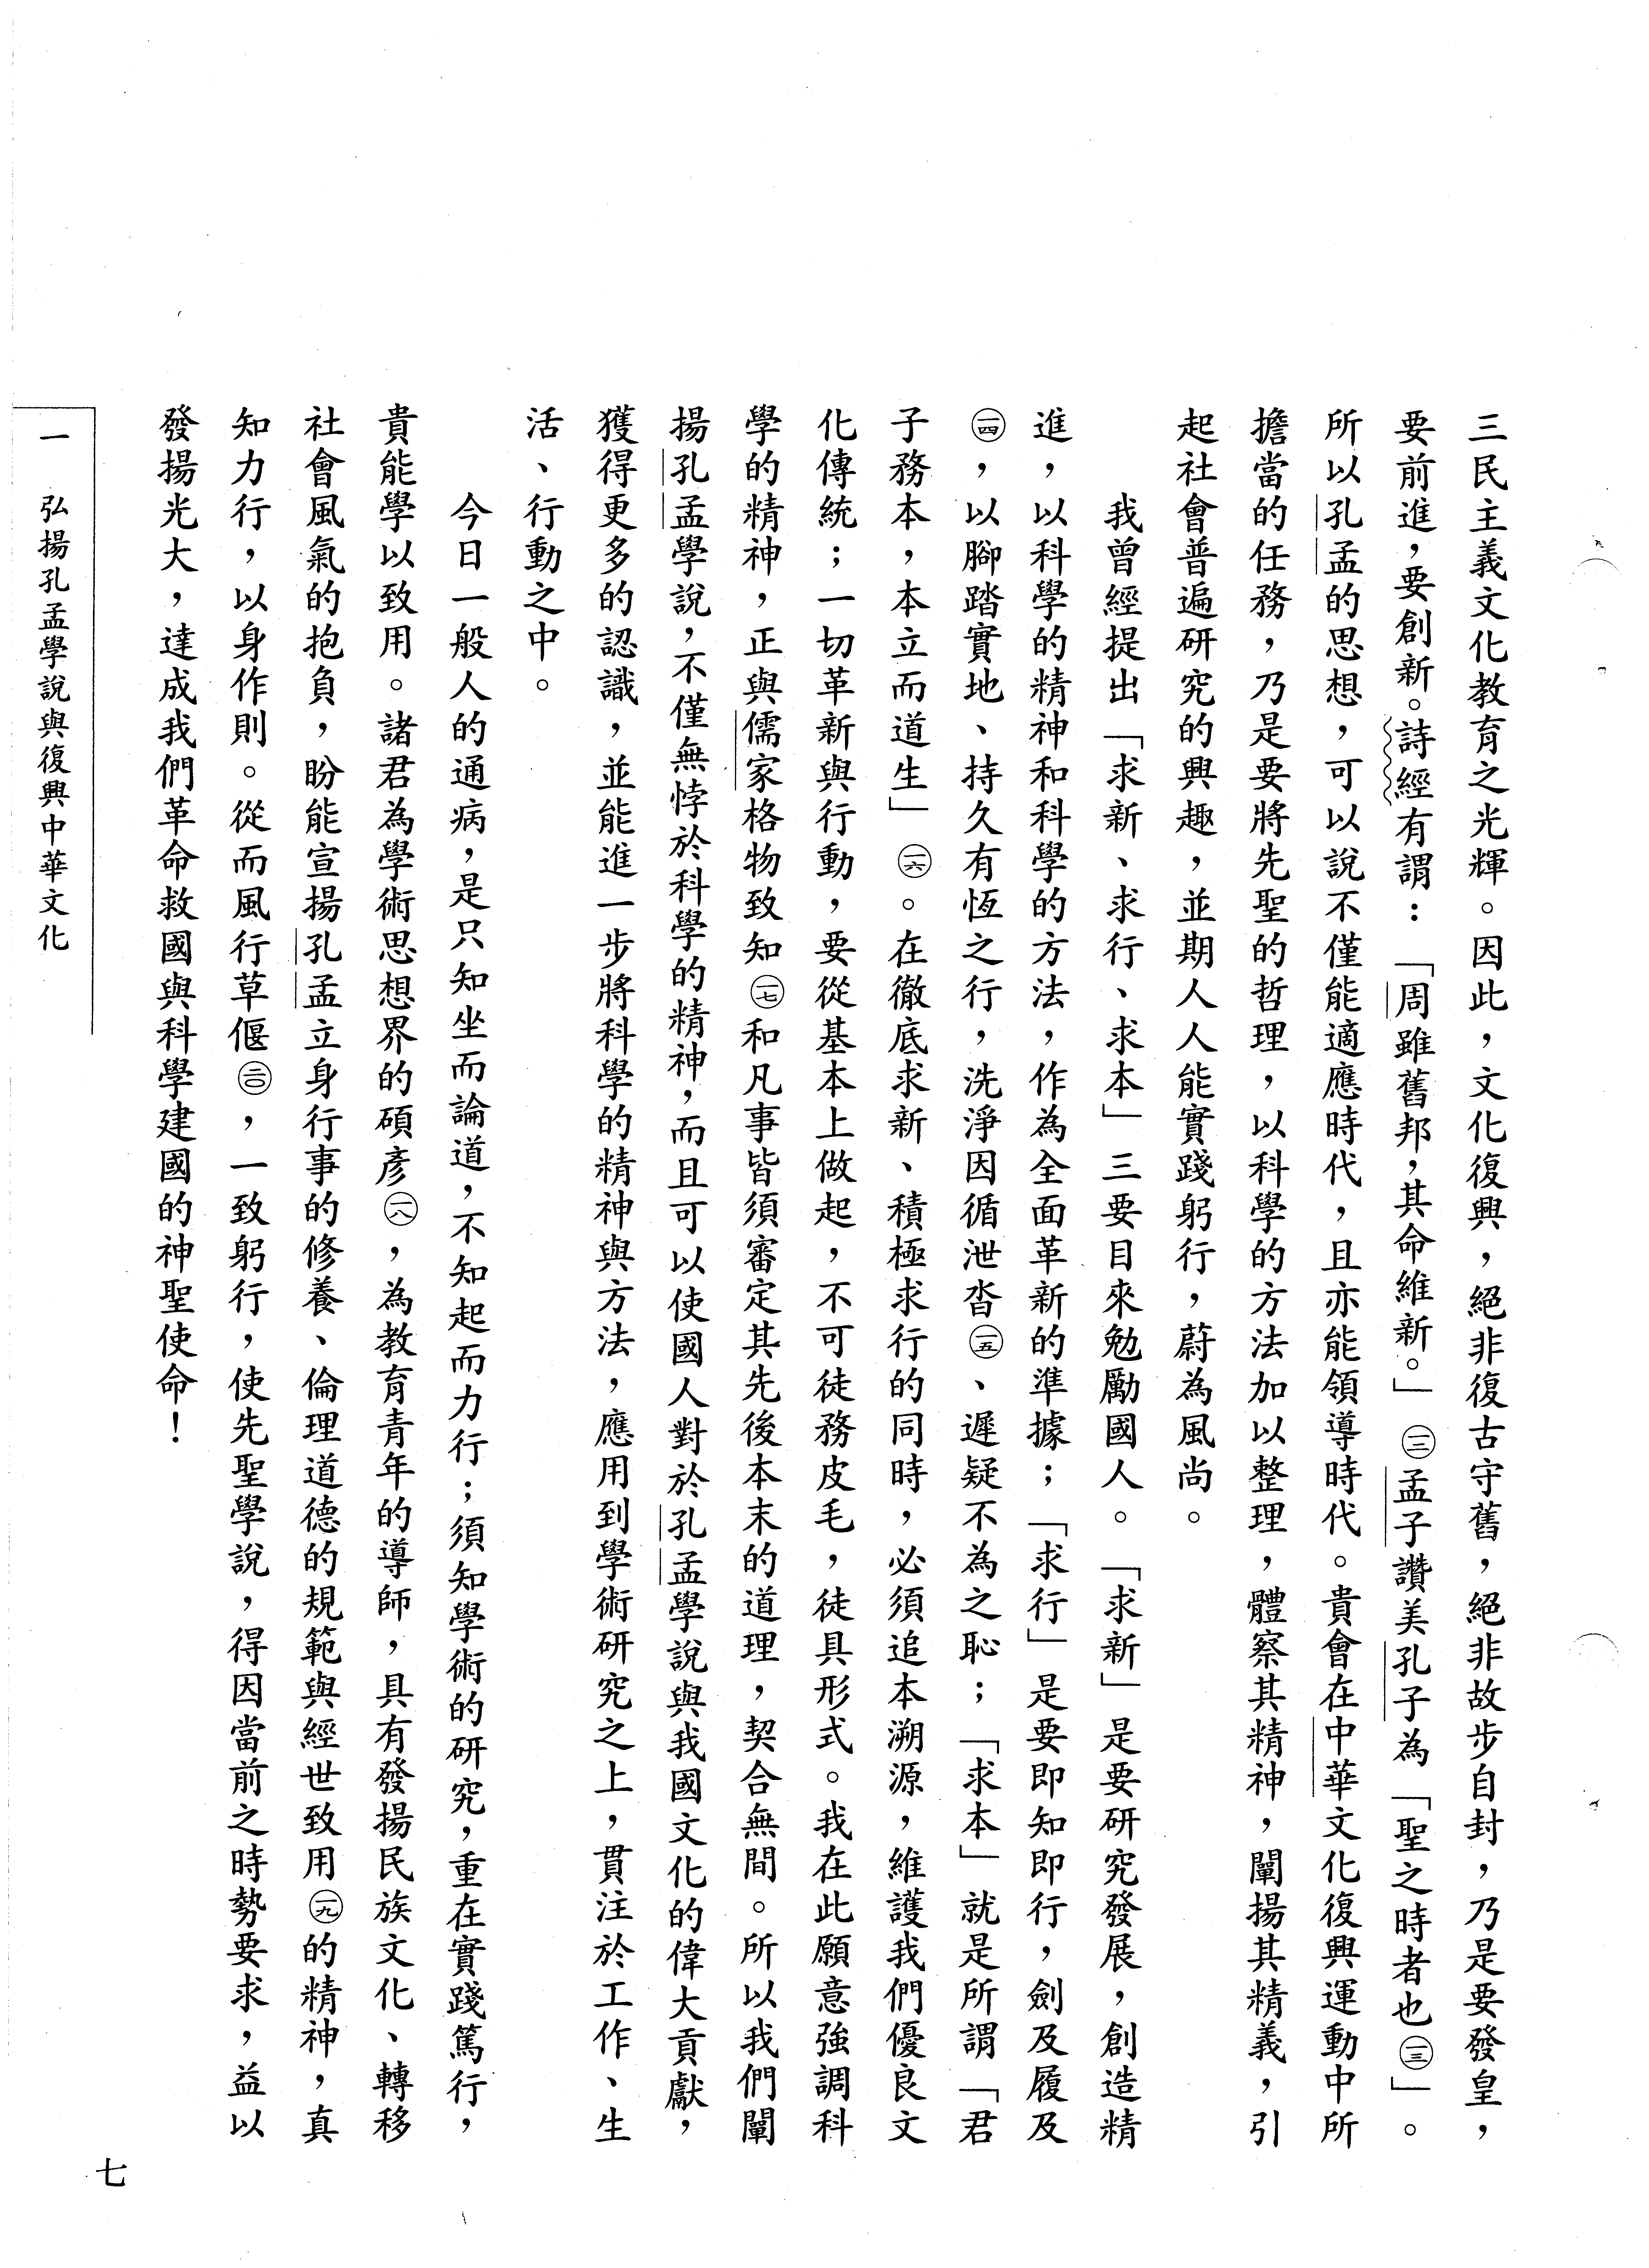 三民主義文化教育之光輝。因此，文化復興，絕非復古守舊，絕非故步自封，乃是要發皇，
要前進，要創新。詩經有謂：「周雖舊邦，其命維新。」㊀㊁孟子讚美孔子為「聖之時者也㊀㊂」。
所以孔孟的思想，可以說不僅能適應時代，且亦能領導時代。貴會在中華文化復興運動中所
擔當的任務，乃是要將先聖的哲理，以科學的方法加以整理，體察其精神，闡揚其精義，引
起社會普遍研究的興趣，並期人人能實踐躬行，蔚為風尚。
我曾經提出「求新、求行、求本」三要目來勉勵國人。「求新」是要研究發展，創造精
進，以科學的精神和科學的方法，作為全面革新的準據；「求行」是要即知即行，劍及履及
㊀㊃，以腳踏實地、持久有恆之行，洗淨因循泄沓㊀㊄、遲疑不為之恥；「求本」就是所謂「君
子務本，本立而道生」㊀㊅。在徹底求新、積極求行的同時，必須追本溯源，維護我們優良文
化傳統；一切革新與行動，要從基本上做起，不可徒務皮毛，徒具形式。我在此願意強調科
學的精神，正與儒家格物致知㊀㊆和凡事皆須審定其先後本末的道理，契合無間。所以我們闡
揚孔孟學說，不僅無悖於科學的精神，而且可以使國人對於孔孟學說與我國文化的偉大貢獻，
獲得更多的認識，並能進一步將科學的精神與方法，應用到學術研究之上，貫注於工作、生
活、行動之中。
今日一般人的通病，是只知坐而論道，不知起而力行；須知學術的研究，重在實踐篤行，
貴能學以致用。諸君為學術思想界的碩彥㊀㊇，為教育青年的導師，具有發揚民族文化、轉移
社會風氣的抱負，盼能宣揚孔孟立身行事的修養、倫理道德的規範與經世致用㊀㊈的精神，真
知力行，以身作則。從而風行草偃㊁〇，一致躬行，使先聖學說，得因當前之時勢要求，益以
發揚光大，達成我們革命救國與科學建國的神聖使命！
一　弘揚孔孟學說與復興中華文化
七